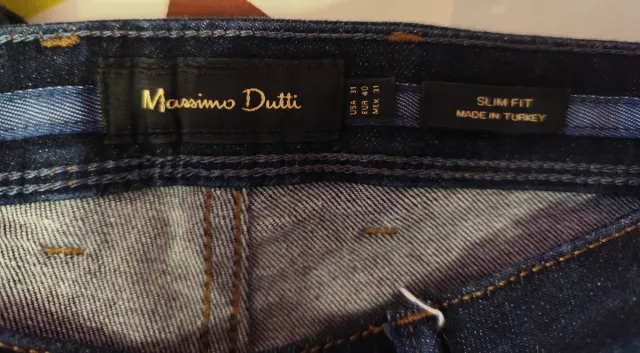 Massimo Dutti
USA 31
EUR 40
MEX 31
SLIM FIT
MADE IN TURKEY